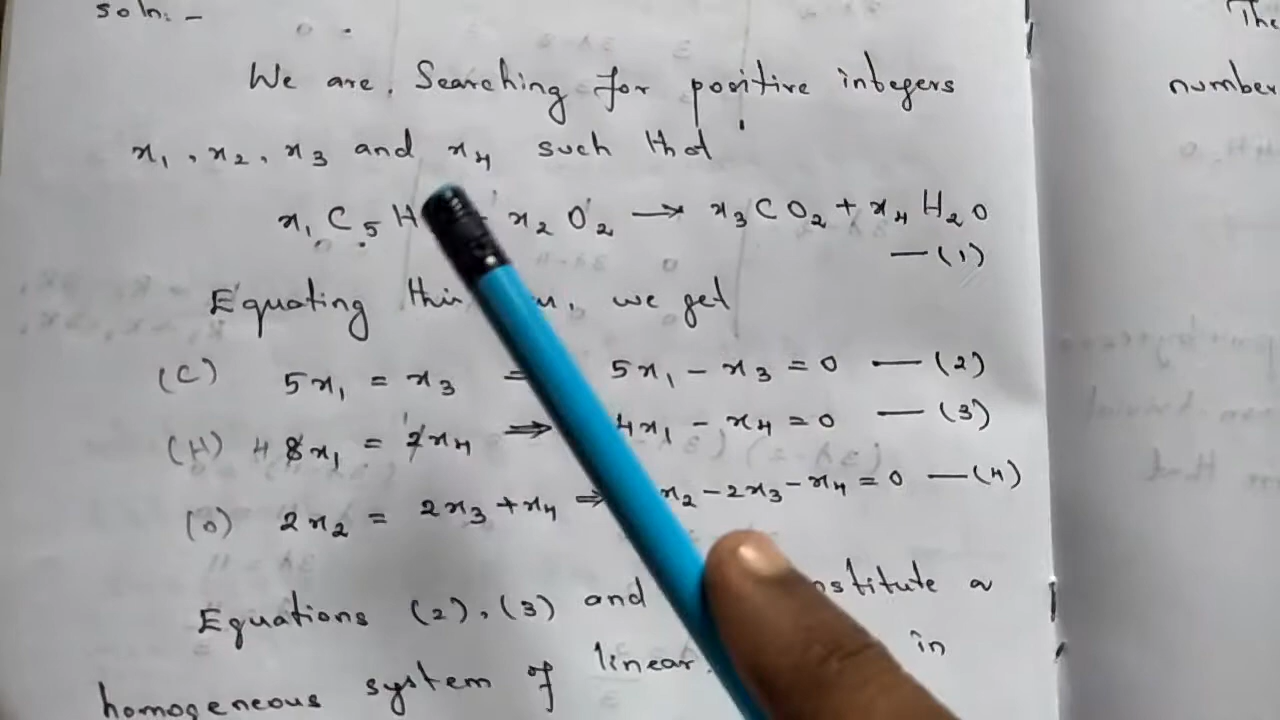 soln: -
The
We are, Searching for positive integers
number
x₁, x₂, x₃ and x₄ such that
x₁ C₅ H x₂ O₂ → x₃ CO₂ + x₄ H₂O
— (1)
Equating we get
(C) 5x₁ = x₃ 5x₁ - x₃ = 0 — (2)
(H) 4 8x₁ = 2x₄ ⇒ 4x₁ - x₄ = 0 — (3)
(O) 2x₂ = 2x₃ + x₄ ⇒ x₂ - 2x₃ - x₄ = 0 — (4)
Equations (2), (3) and a
homogeneous system of linear in